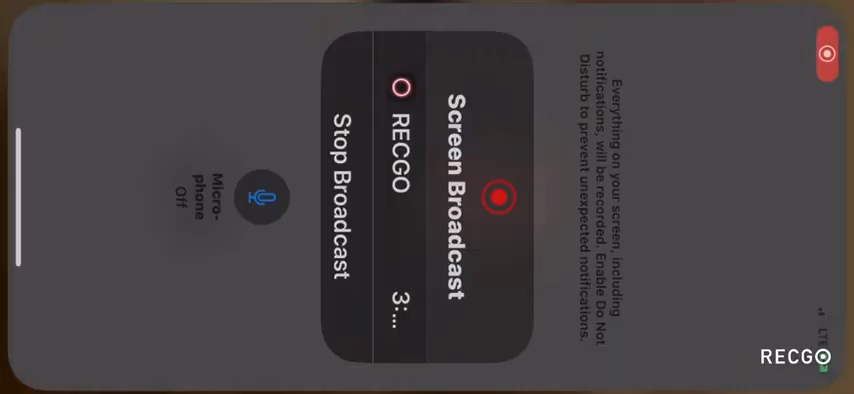 LTE
Everything on your screen, including
notifications, will be recorded. Enable Do Not
Disturb to prevent unexpected notifications.
Screen Broadcast
RECGO 3:...
Stop Broadcast
Micro-
phone
Off
RECGO